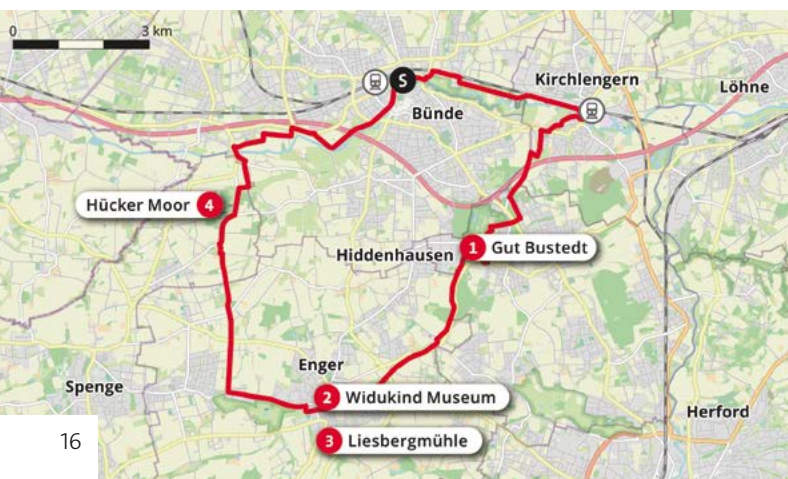 0 3 km
S
Kirchlengern
Löhne
Bünde
Hücker Moor 4
Hiddenhausen
1 Gut Bustedt
Enger
Spenge
2 Widukind Museum
Herford
3 Liesbergmühle
16